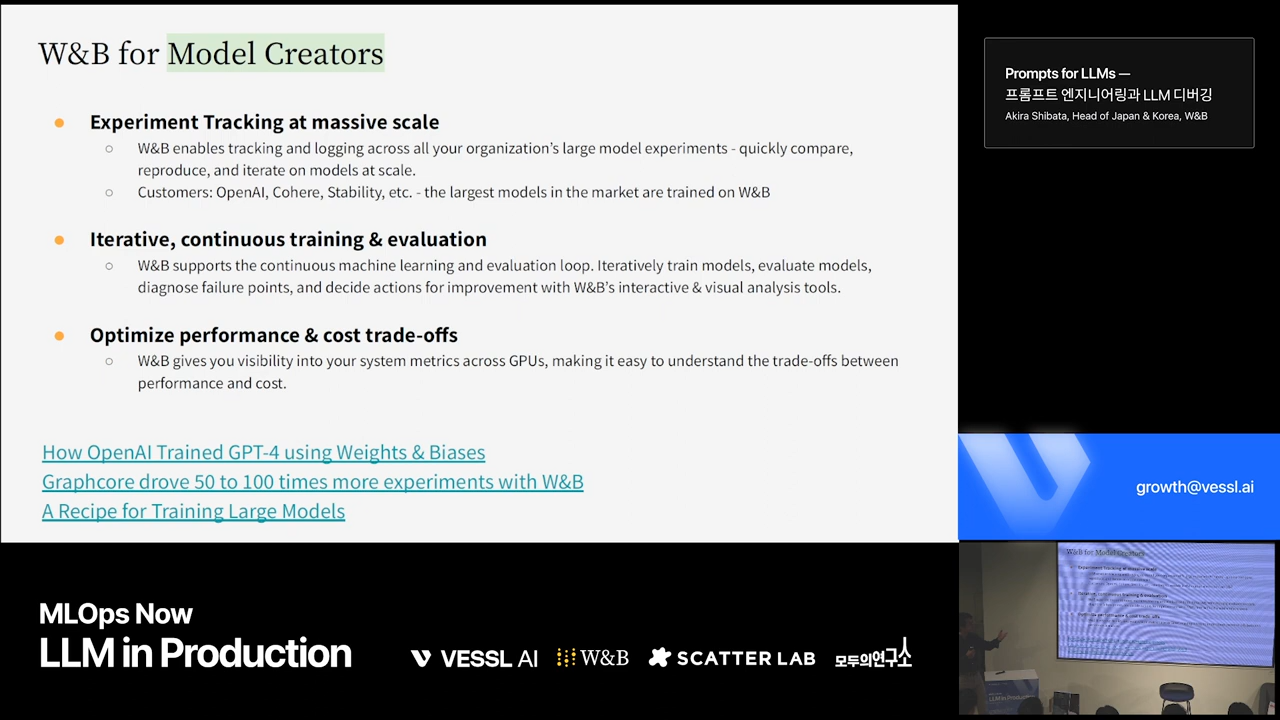 W&B for Model Creators
● Experiment Tracking at massive scale
○ W&B enables tracking and logging across all your organization's large model experiments - quickly compare,
reproduce, and iterate on models at scale.
○ Customers: OpenAI, Cohere, Stability, etc. - the largest models in the market are trained on W&B
● Iterative, continuous training & evaluation
○ W&B supports the continuous machine learning and evaluation loop. Iteratively train models, evaluate models,
diagnose failure points, and decide actions for improvement with W&B's interactive & visual analysis tools.
● Optimize performance & cost trade-offs
○ W&B gives you visibility into your system metrics across GPUs, making it easy to understand the trade-offs between
performance and cost.
How OpenAI Trained GPT-4 using Weights & Biases
Graphcore drove 50 to 100 times more experiments with W&B
A Recipe for Training Large Models
Prompts for LLMs —
프롬프트 엔지니어링과 LLM 디버깅
Akira Shibata, Head of Japan & Korea, W&B
growth@vessl.ai
W&B for Model Creators
MLOps Now
LLM in Production
VESSL AI
W&B
SCATTER LAB
모두의연구소